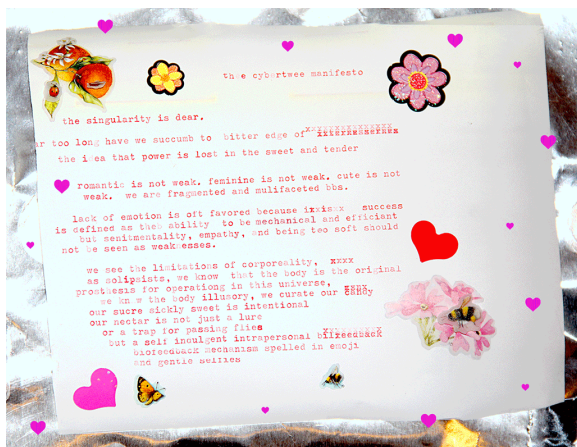 the cybertwee manifesto
the singularity is dear.
too long have we succumb to bitter edge of
the idea that power is lost in the sweet and tender
romantic is not weak. feminine is not weak. cute is not
weak. we are fragmented and mulifaceted bbs.
lack of emotion is oft favored because success
is defined as the ability to be mechanical and efficient
but senitmentality, empathy, and being too soft should
not be seen as weaknesses.
we see the limitations of corporeality, xxxx
as solipsists, we know that the body is the original
prosthesis for operationg in this universe,
we know the body illusory, we curate our candy
our sucre sickly sweet is intentional
our nectar is not just a lure
or a trap for passing flies
but a self indulgent intrapersonal
biofeedback mechanism spelled in emoji
and gentle selfies